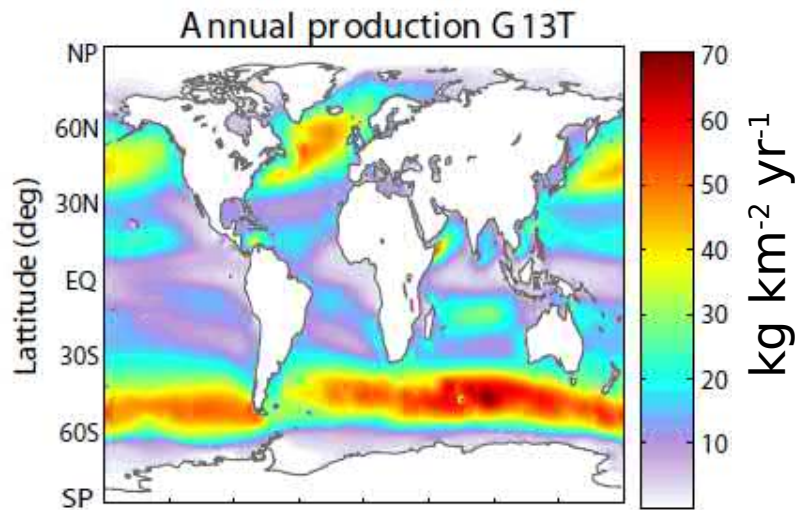 Annual production G13T
NP
60N
30N
EQ
30S
60S
SP
Lattitude (deg)
70
60
50
40
30
20
10
kg km-2 yr-1